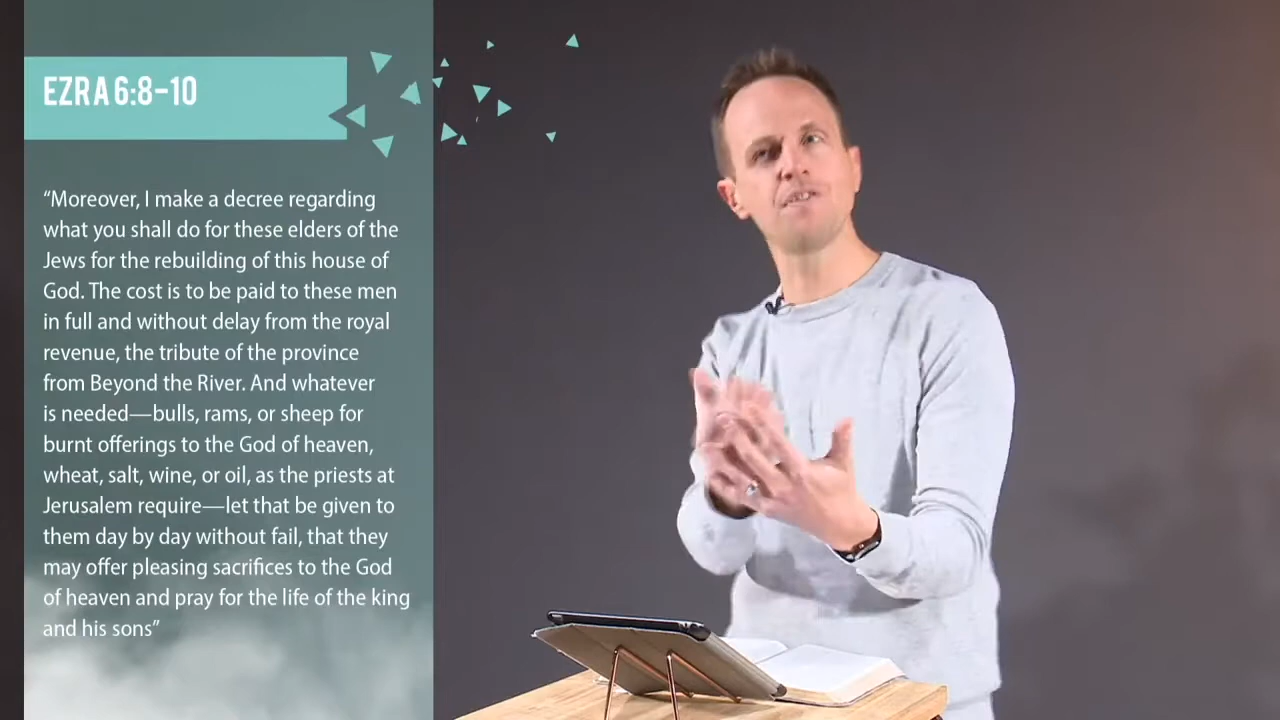 EZRA 6:8–10
“Moreover, I make a decree regarding
what you shall do for these elders of the
Jews for the rebuilding of this house of
God. The cost is to be paid to these men
in full and without delay from the royal
revenue, the tribute of the province
from Beyond the River. And whatever
is needed—bulls, rams, or sheep for
burnt offerings to the God of heaven,
wheat, salt, wine, or oil, as the priests at
Jerusalem require—let that be given to
them day by day without fail, that they
may offer pleasing sacrifices to the God
of heaven and pray for the life of the king
and his sons”